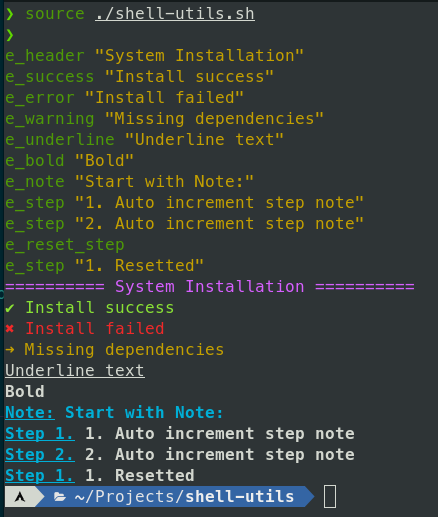 ❯ source ./shell-utils.sh
❯
e_header "System Installation"
e_success "Install success"
e_error "Install failed"
e_warning "Missing dependencies"
e_underline "Underline text"
e_bold "Bold"
e_note "Start with Note:"
e_step "1. Auto increment step note"
e_step "2. Auto increment step note"
e_reset_step
e_step "1. Resetted"
========== System Installation ==========
✔ Install success
✖ Install failed
➜ Missing dependencies
Underline text
Bold
Note: Start with Note:
Step 1. 1. Auto increment step note
Step 2. 2. Auto increment step note
Step 1. 1. Resetted
~/Projects/shell-utils